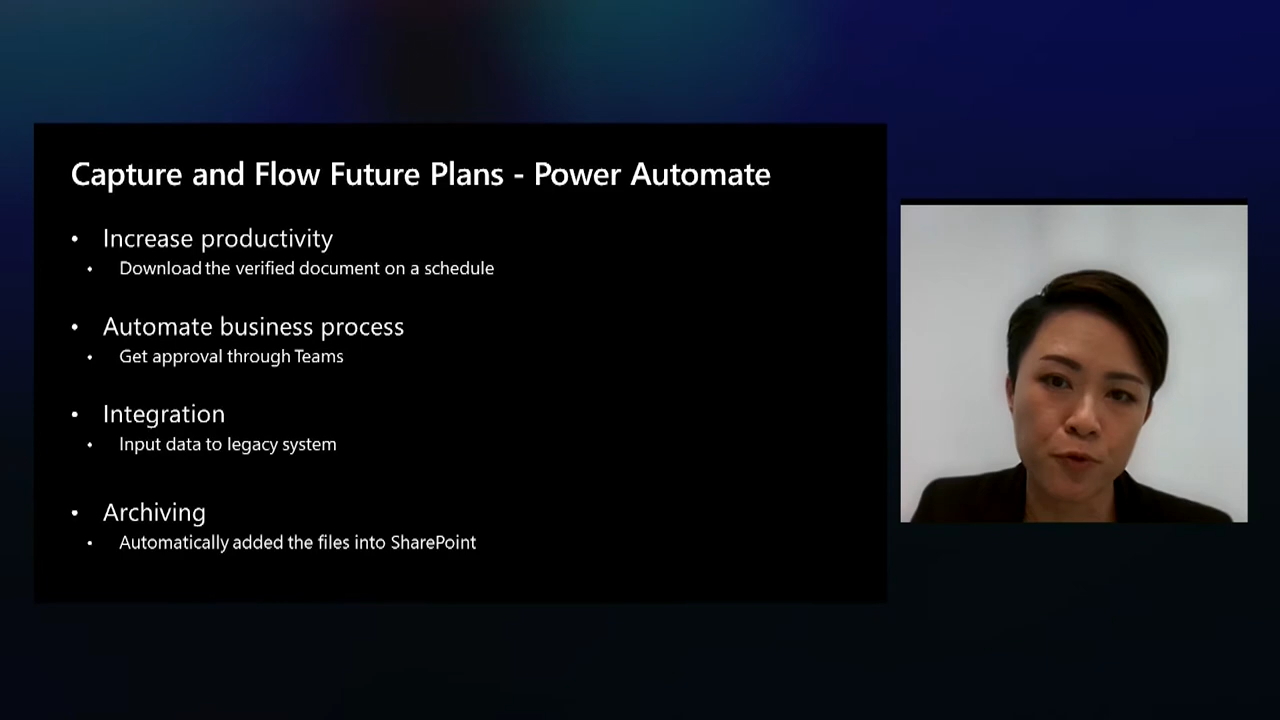 Capture and Flow Future Plans - Power Automate
• Increase productivity
• Download the verified document on a schedule
• Automate business process
• Get approval through Teams
• Integration
• Input data to legacy system
• Archiving
• Automatically added the files into SharePoint